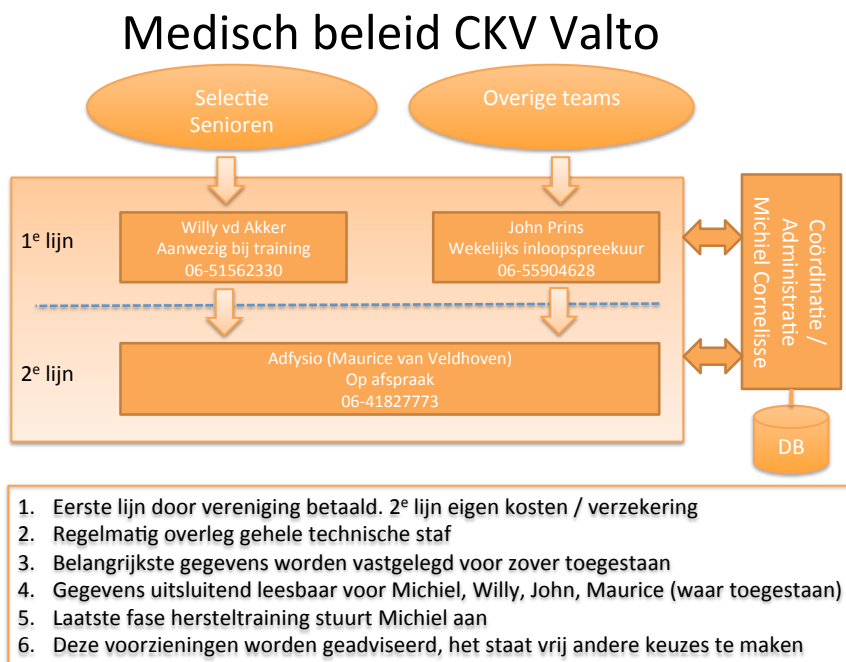 Medisch beleid CKV Valto
Selectie
Senioren
Overige teams
1e lijn
Willy vd Akker
Aanwezig bij training
06-51562330
John Prins
Wekelijks inloopspreekuur
06-55904628
Coördinatie /
Administratie
Michiel Cornelisse
2e lijn
Adfysio (Maurice van Veldhoven)
Op afspraak
06-41827773
DB
1. Eerste lijn door vereniging betaald. 2e lijn eigen kosten / verzekering
2. Regelmatig overleg gehele technische staf
3. Belangrijkste gegevens worden vastgelegd voor zover toegestaan
4. Gegevens uitsluitend leesbaar voor Michiel, Willy, John, Maurice (waar toegestaan)
5. Laatste fase hersteltraining stuurt Michiel aan
6. Deze voorzieningen worden geadviseerd, het staat vrij andere keuzes te maken